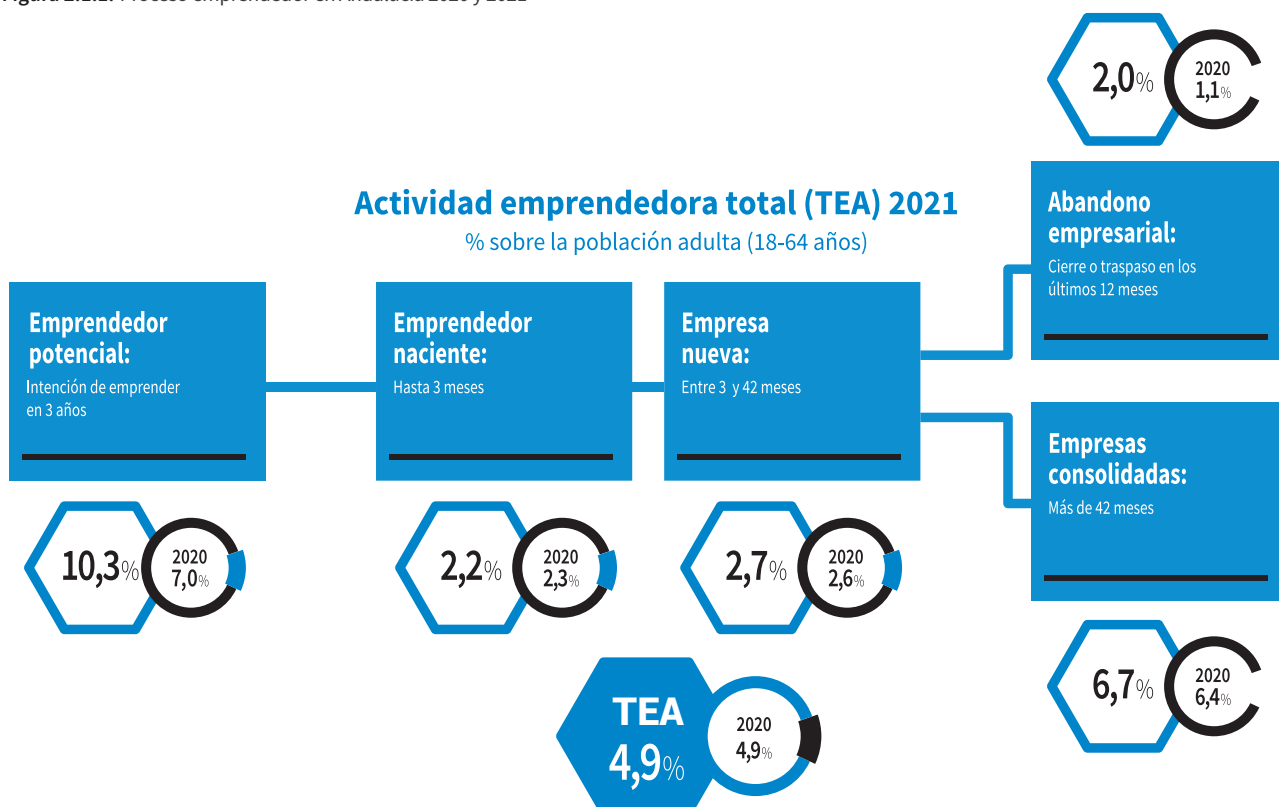 2,0%
2020
1,1%
Actividad emprendedora total (TEA) 2021
% sobre la población adulta (18-64 años)
Abandono
empresarial:
Cierre o traspaso en los
últimos 12 meses
Emprendedor
potencial:
Intención de emprender
en 3 años
Emprendedor
naciente:
Hasta 3 meses
Empresa
nueva:
Entre 3 y 42 meses
Empresas
consolidadas:
Más de 42 meses
10,3%
2020
7,0%
2,2%
2020
2,3%
2,7%
2020
2,6%
6,7%
2020
6,4%
TEA
4,9%
2020
4,9%